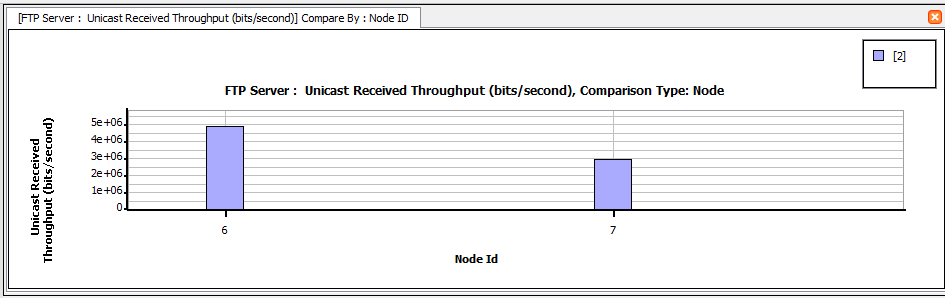 [FTP Server :  Unicast Received Throughput (bits/second)] Compare By : Node ID
[2]
FTP Server :  Unicast Received Throughput (bits/second), Comparison Type: Node
Unicast Received
Throughput (bits/second)
5e+06
4e+06
3e+06
2e+06
1e+06
0
6
7
Node Id